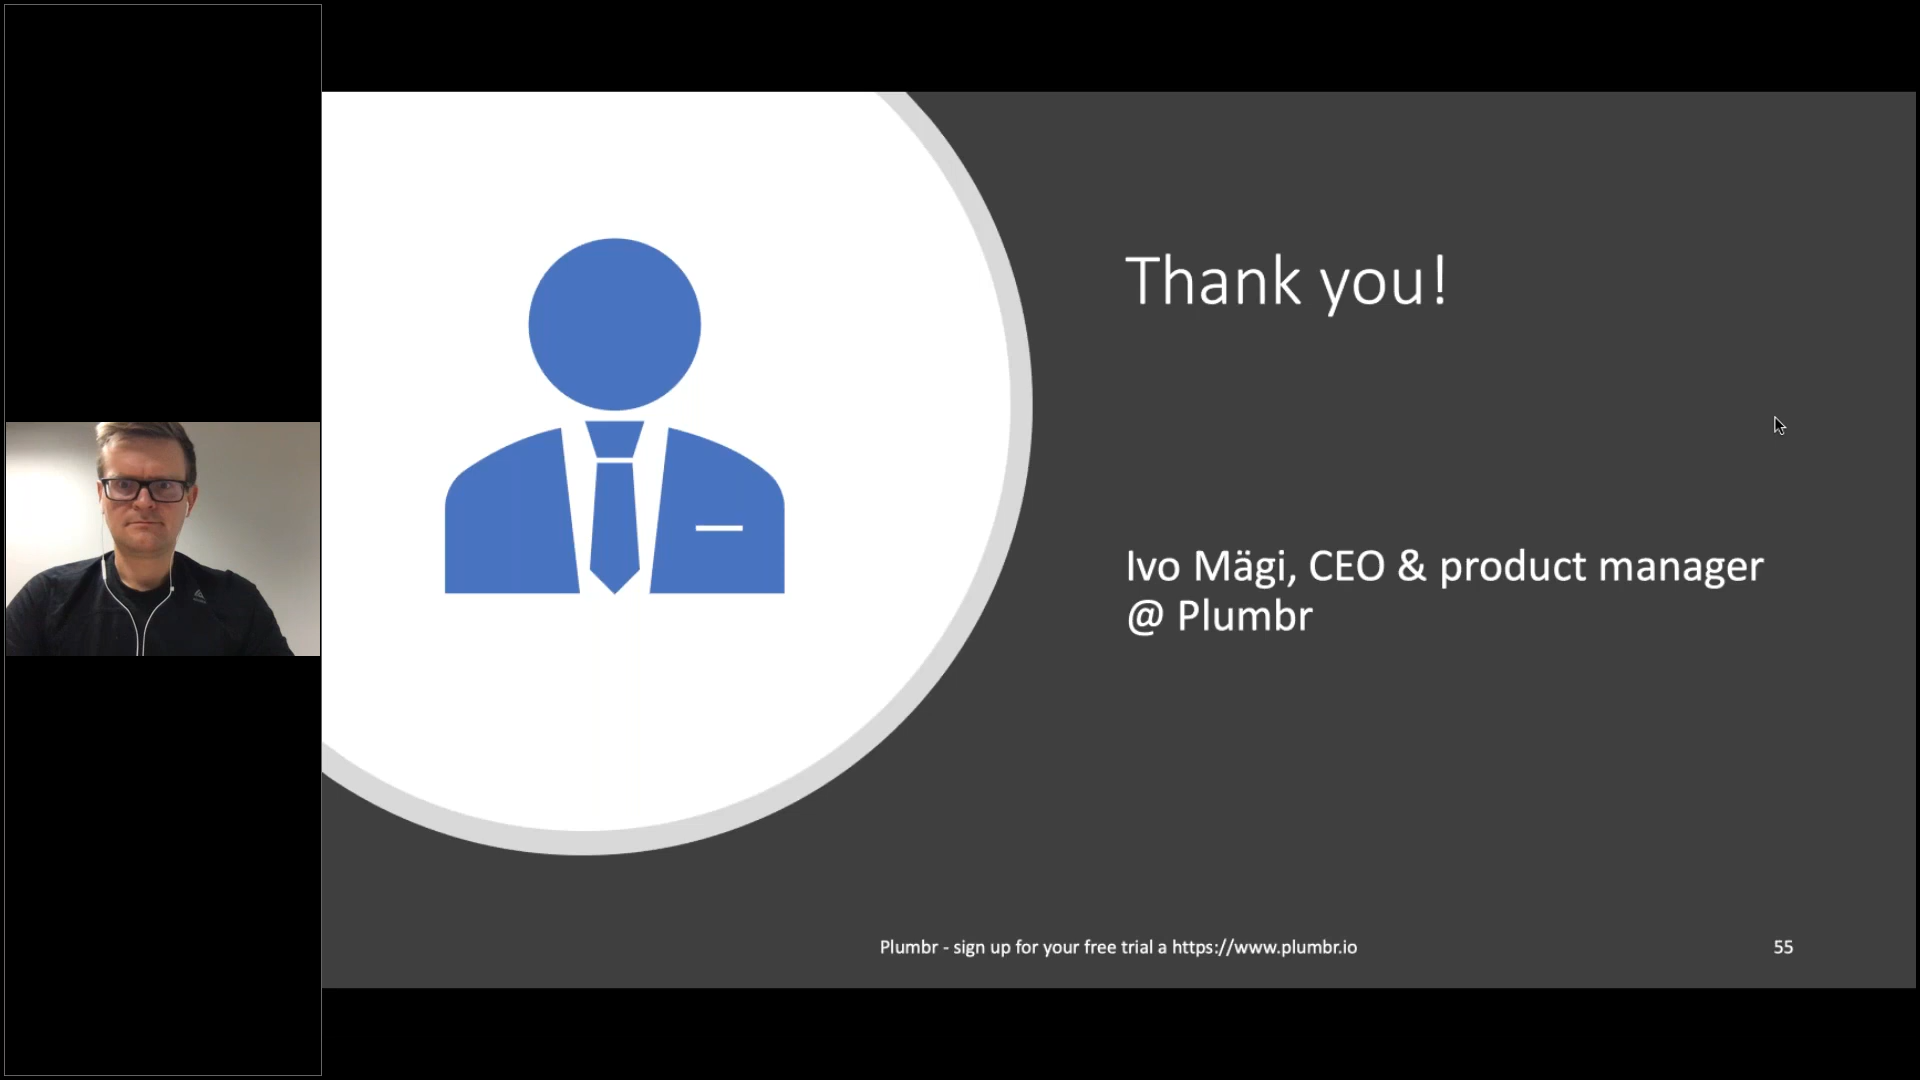 Thank you!
Ivo Mägi, CEO & product manager
@ Plumbr
Plumbr - sign up for your free trial a https://www.plumbr.io
55